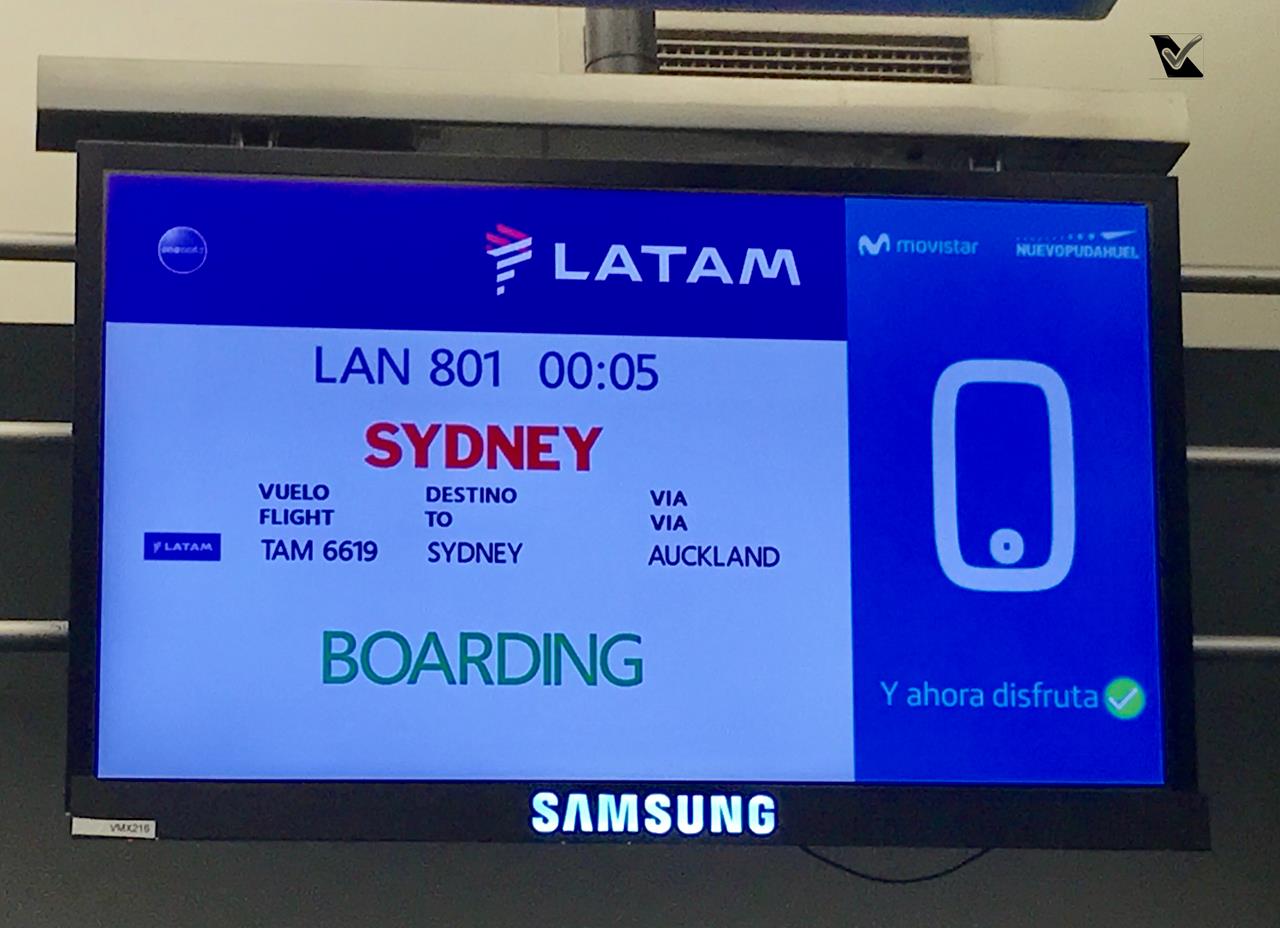 LATAM
movistar
NUEVOPUDAHUEL
LAN 801 00:05
SYDNEY
VUELO DESTINO VIA
FLIGHT TO VIA
LATAM TAM 6619 SYDNEY AUCKLAND
BOARDING
Y ahora disfruta
SAMSUNG
VMX216